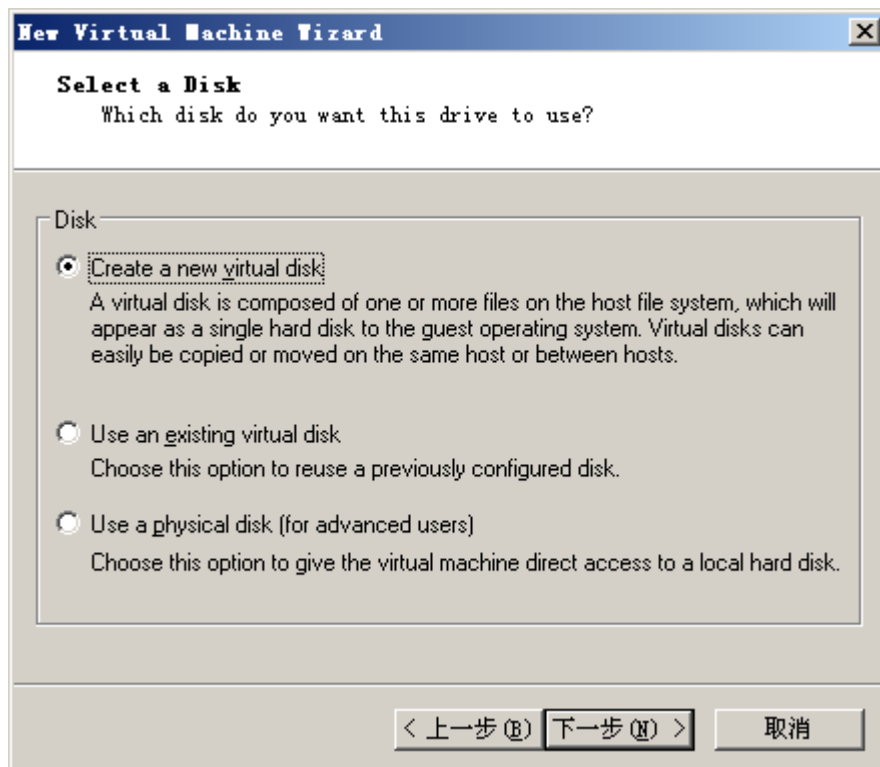 New Virtual Machine Wizard
Select a Disk
Which disk do you want this drive to use?
Disk
Create a new virtual disk
A virtual disk is composed of one or more files on the host file system, which will
appear as a single hard disk to the guest operating system. Virtual disks can
easily be copied or moved on the same host or between hosts.
Use an existing virtual disk
Choose this option to reuse a previously configured disk.
Use a physical disk (for advanced users)
Choose this option to give the virtual machine direct access to a local hard disk.
< 上一步(B) 下一步(N) > 取消